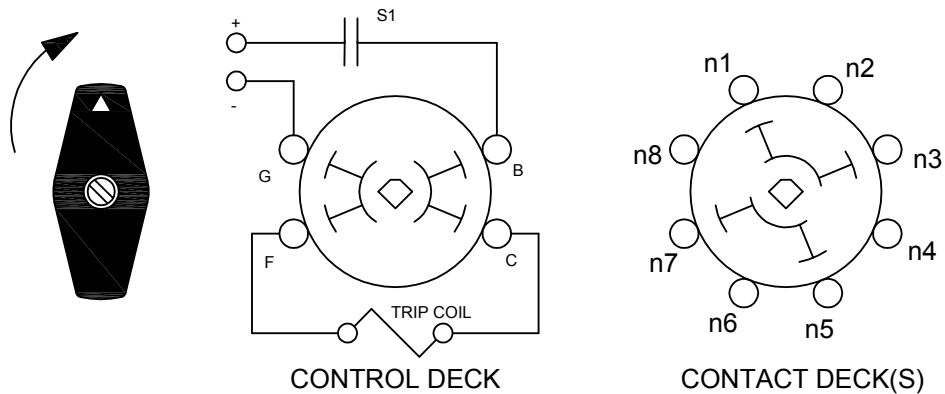 S1
+
-
G
B
F
C
TRIP COIL
CONTROL DECK
n1
n2
n3
n4
n5
n6
n7
n8
CONTACT DECK(S)